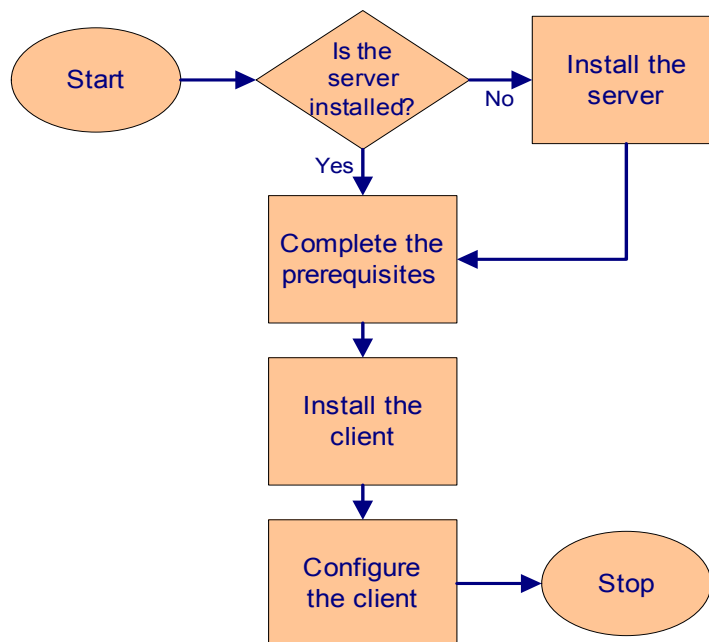 Start
Is the
server
installed?
No
Install the
server
Yes
Complete the
prerequisites
Install the
client
Configure
the client
Stop